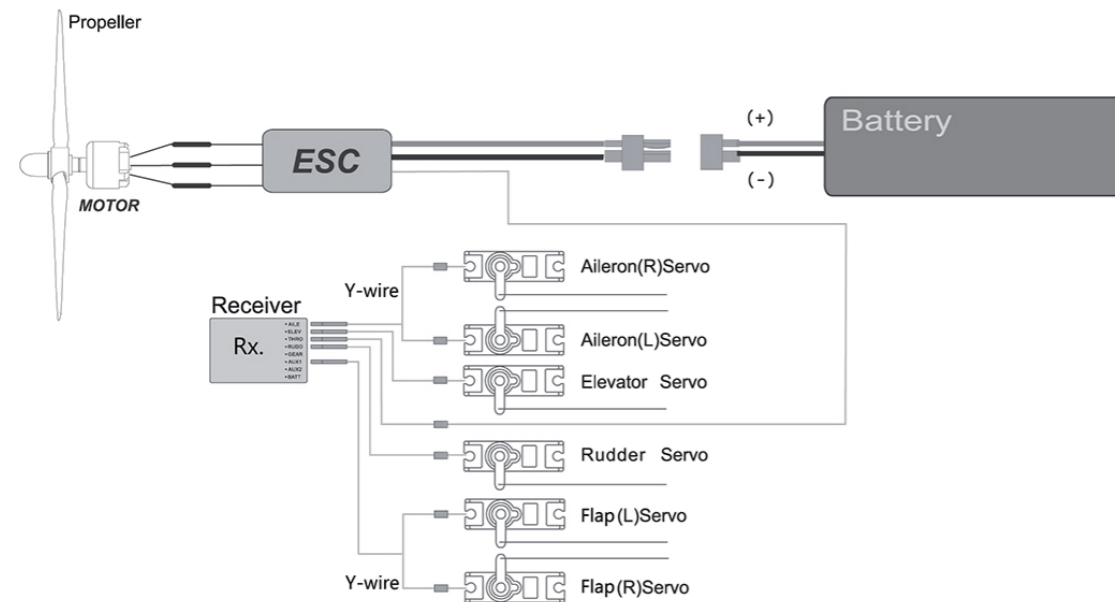 Propeller
(+)
Battery
ESC
(-)
MOTOR
Aileron(R)Servo
Y-wire
Receiver
Rx.
•AILE
•ELEV
•THRO
•RUDD
•GEAR
•AUX1
•AUX2
•BATT
Aileron(L)Servo
Elevator Servo
Rudder Servo
Flap(L)Servo
Y-wire
Flap(R)Servo